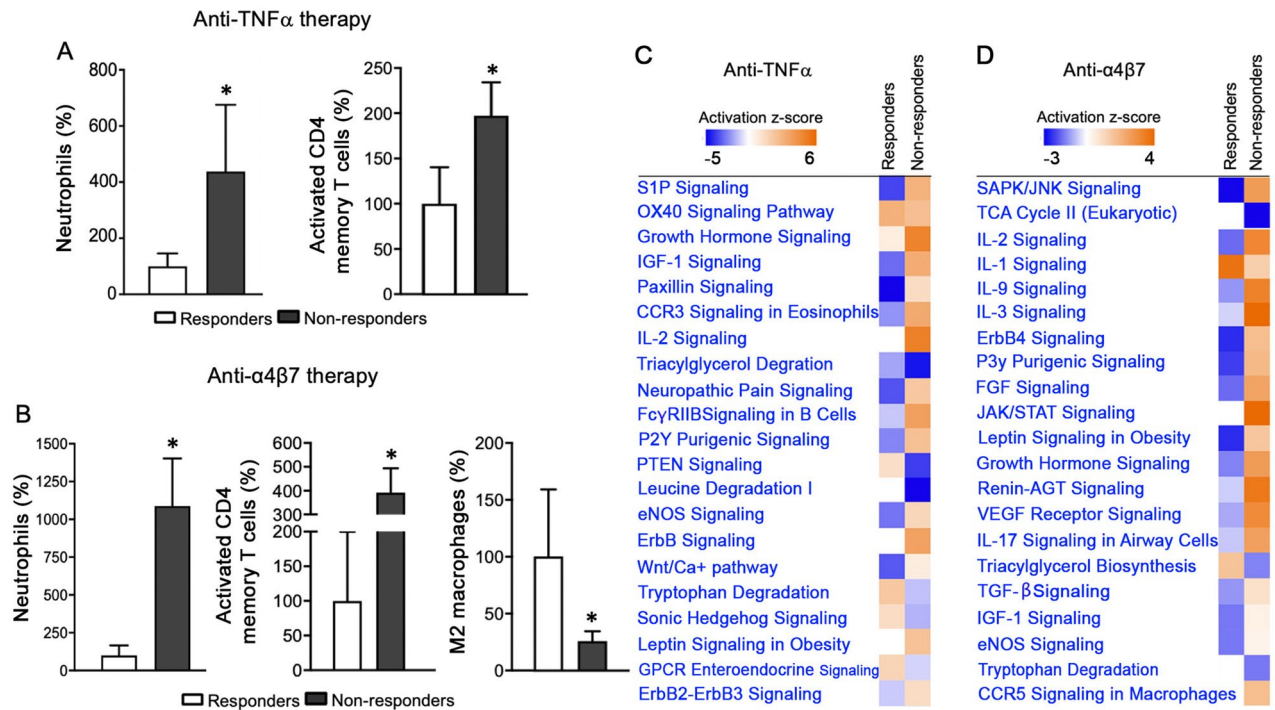 Anti-TNFα therapy
A
Neutrophils (%)
800
600
400
200
0
*
Activated CD4
memory T cells (%)
250
200
150
100
50
0
*
Responders
Non-responders
Anti-α4β7 therapy
B
Neutrophils (%)
1500
1250
1000
750
500
250
0
*
Activated CD4
memory T cells (%)
600
500
400
300
200
150
100
50
0
*
M2 macrophages (%)
200
150
100
50
0
*
Responders
Non-responders
C
Anti-TNFα
Activation z-score
-5
6
Responders
Non-responders
S1P Signaling
OX40 Signaling Pathway
Growth Hormone Signaling
IGF-1 Signaling
Paxillin Signaling
CCR3 Signaling in Eosinophils
IL-2 Signaling
Triacylglycerol Degration
Neuropathic Pain Signaling
FcγRIIBSignaling in B Cells
P2Y Purigenic Signaling
PTEN Signaling
Leucine Degradation I
eNOS Signaling
ErbB Signaling
Wnt/Ca+ pathway
Tryptophan Degradation
Sonic Hedgehog Signaling
Leptin Signaling in Obesity
GPCR Enteroendocrine Signaling
ErbB2-ErbB3 Signaling
D
Anti-α4β7
Activation z-score
-3
4
Responders
Non-responders
SAPK/JNK Signaling
TCA Cycle II (Eukaryotic)
IL-2 Signaling
IL-1 Signaling
IL-9 Signaling
IL-3 Signaling
ErbB4 Signaling
P3y Purigenic Signaling
FGF Signaling
JAK/STAT Signaling
Leptin Signaling in Obesity
Growth Hormone Signaling
Renin-AGT Signaling
VEGF Receptor Signaling
IL-17 Signaling in Airway Cells
Triacylglycerol Biosynthesis
TGF-βSignaling
IGF-1 Signaling
eNOS Signaling
Tryptophan Degradation
CCR5 Signaling in Macrophages